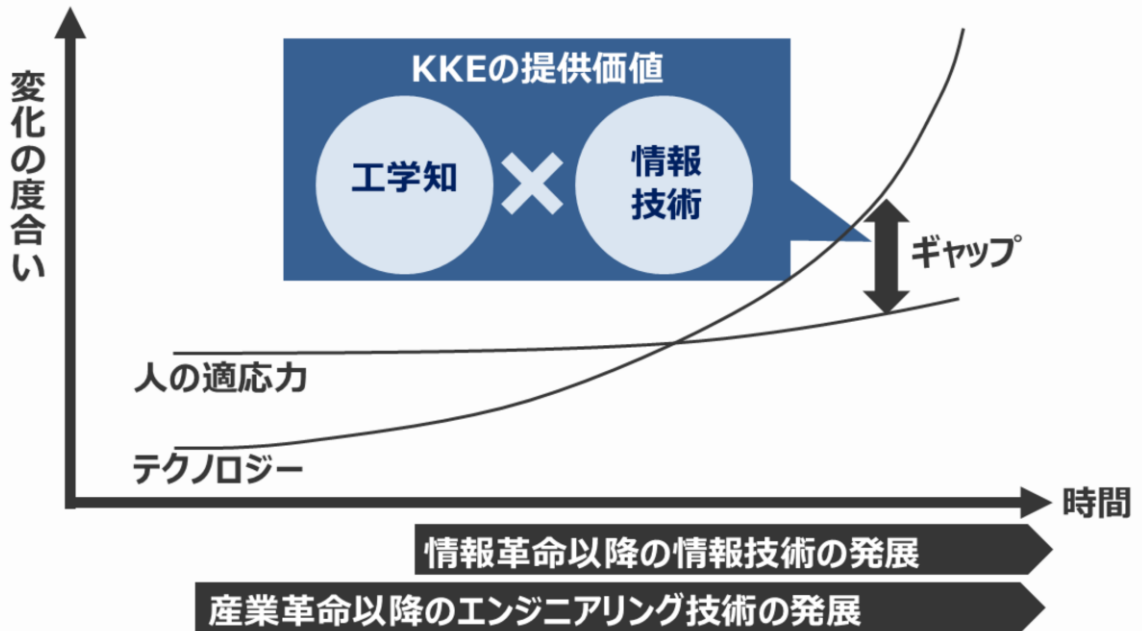 変化の度合い
KKEの提供価値
工学知
情報
技術
ギャップ
人の適応力
テクノロジー
時間
情報革命以降の情報技術の発展
産業革命以降のエンジニアリング技術の発展